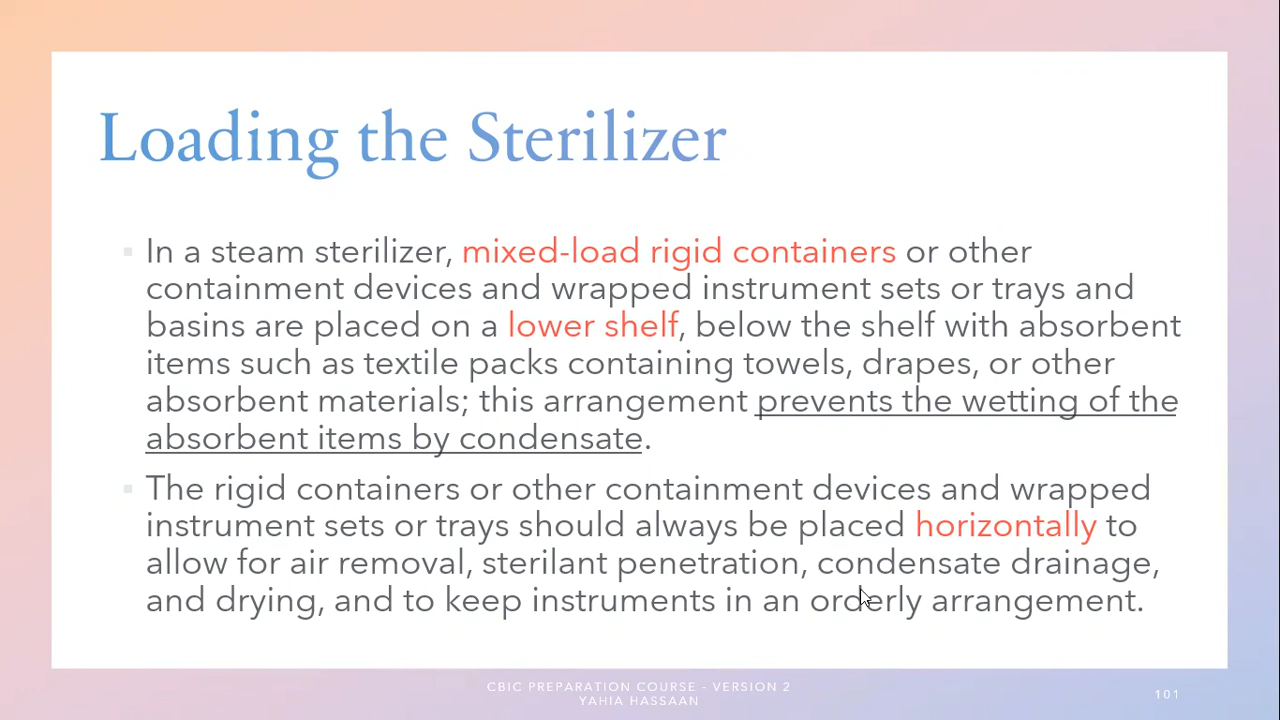 Loading the Sterilizer
In a steam sterilizer, mixed-load rigid containers or other
containment devices and wrapped instrument sets or trays and
basins are placed on a lower shelf, below the shelf with absorbent
items such as textile packs containing towels, drapes, or other
absorbent materials; this arrangement prevents the wetting of the
absorbent items by condensate.
The rigid containers or other containment devices and wrapped
instrument sets or trays should always be placed horizontally to
allow for air removal, sterilant penetration, condensate drainage,
and drying, and to keep instruments in an orderly arrangement.
CBIC PREPARATION COURSE - VERSION 2
YAHIA HASSAAN
101